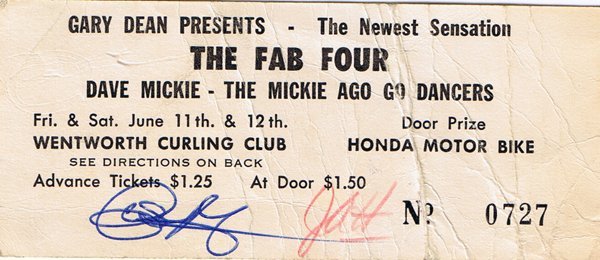 GARY DEAN PRESENTS - The Newest Sensation
THE FAB FOUR
DAVE MICKIE - THE MICKIE AGO GO DANCERS
Fri. & Sat. June 11th. & 12th.
Door Prize
WENTWORTH CURLING CLUB
HONDA MOTOR BIKE
SEE DIRECTIONS ON BACK
Advance Tickets $1.25 At Door $1.50
Nº 0727